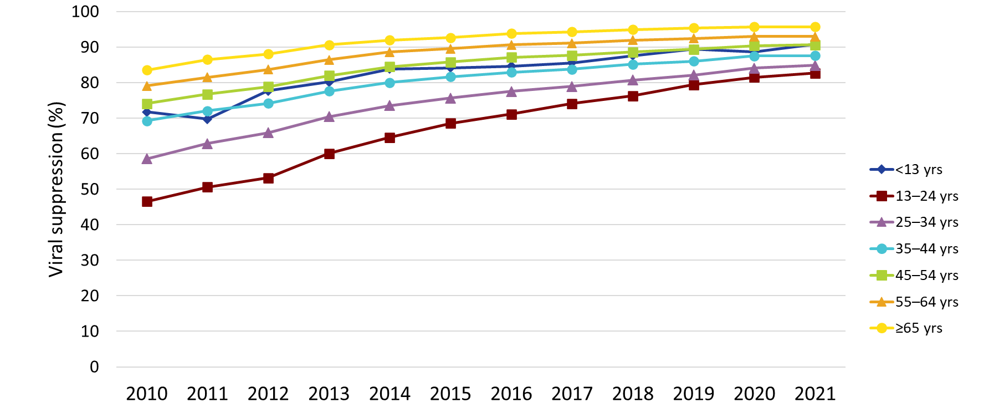 Viral suppression (%)
100
90
80
70
60
50
40
30
20
10
0
2010 2011 2012 2013 2014 2015 2016 2017 2018 2019 2020 2021
<13 yrs
13–24 yrs
25–34 yrs
35–44 yrs
45–54 yrs
55–64 yrs
≥65 yrs